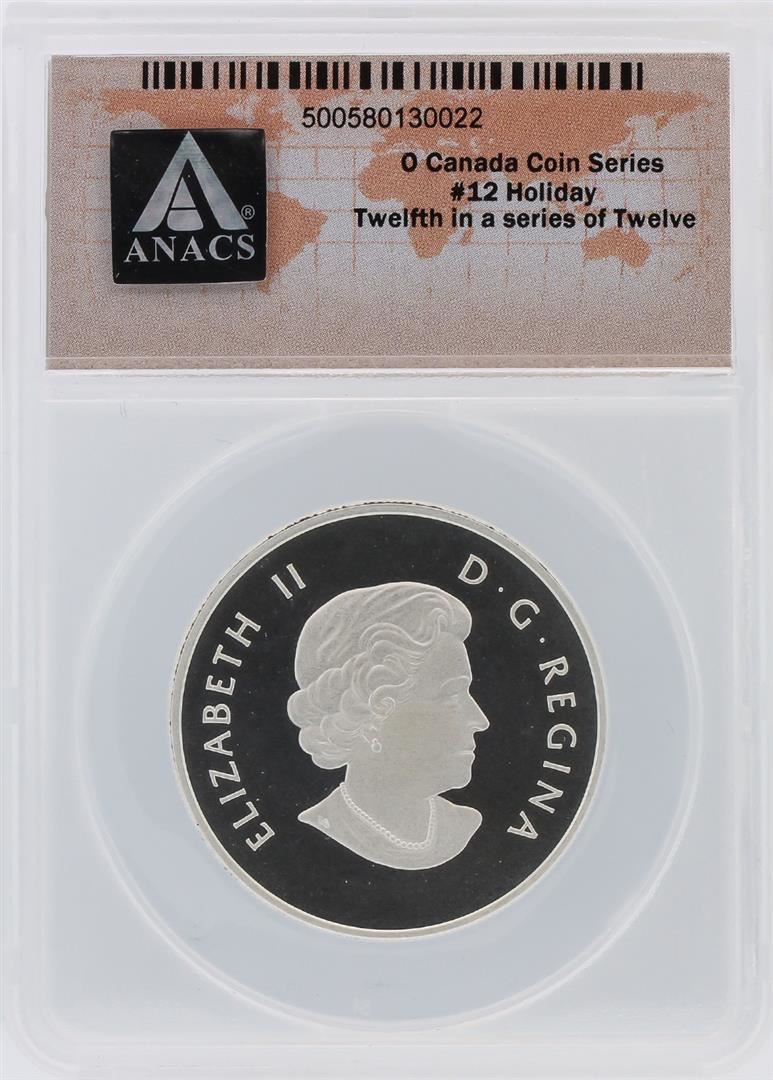 500580130022
ANACS®
O Canada Coin Series
#12 Holiday
Twelfth in a series of Twelve
ELIZABETH II
D·G·REGINA